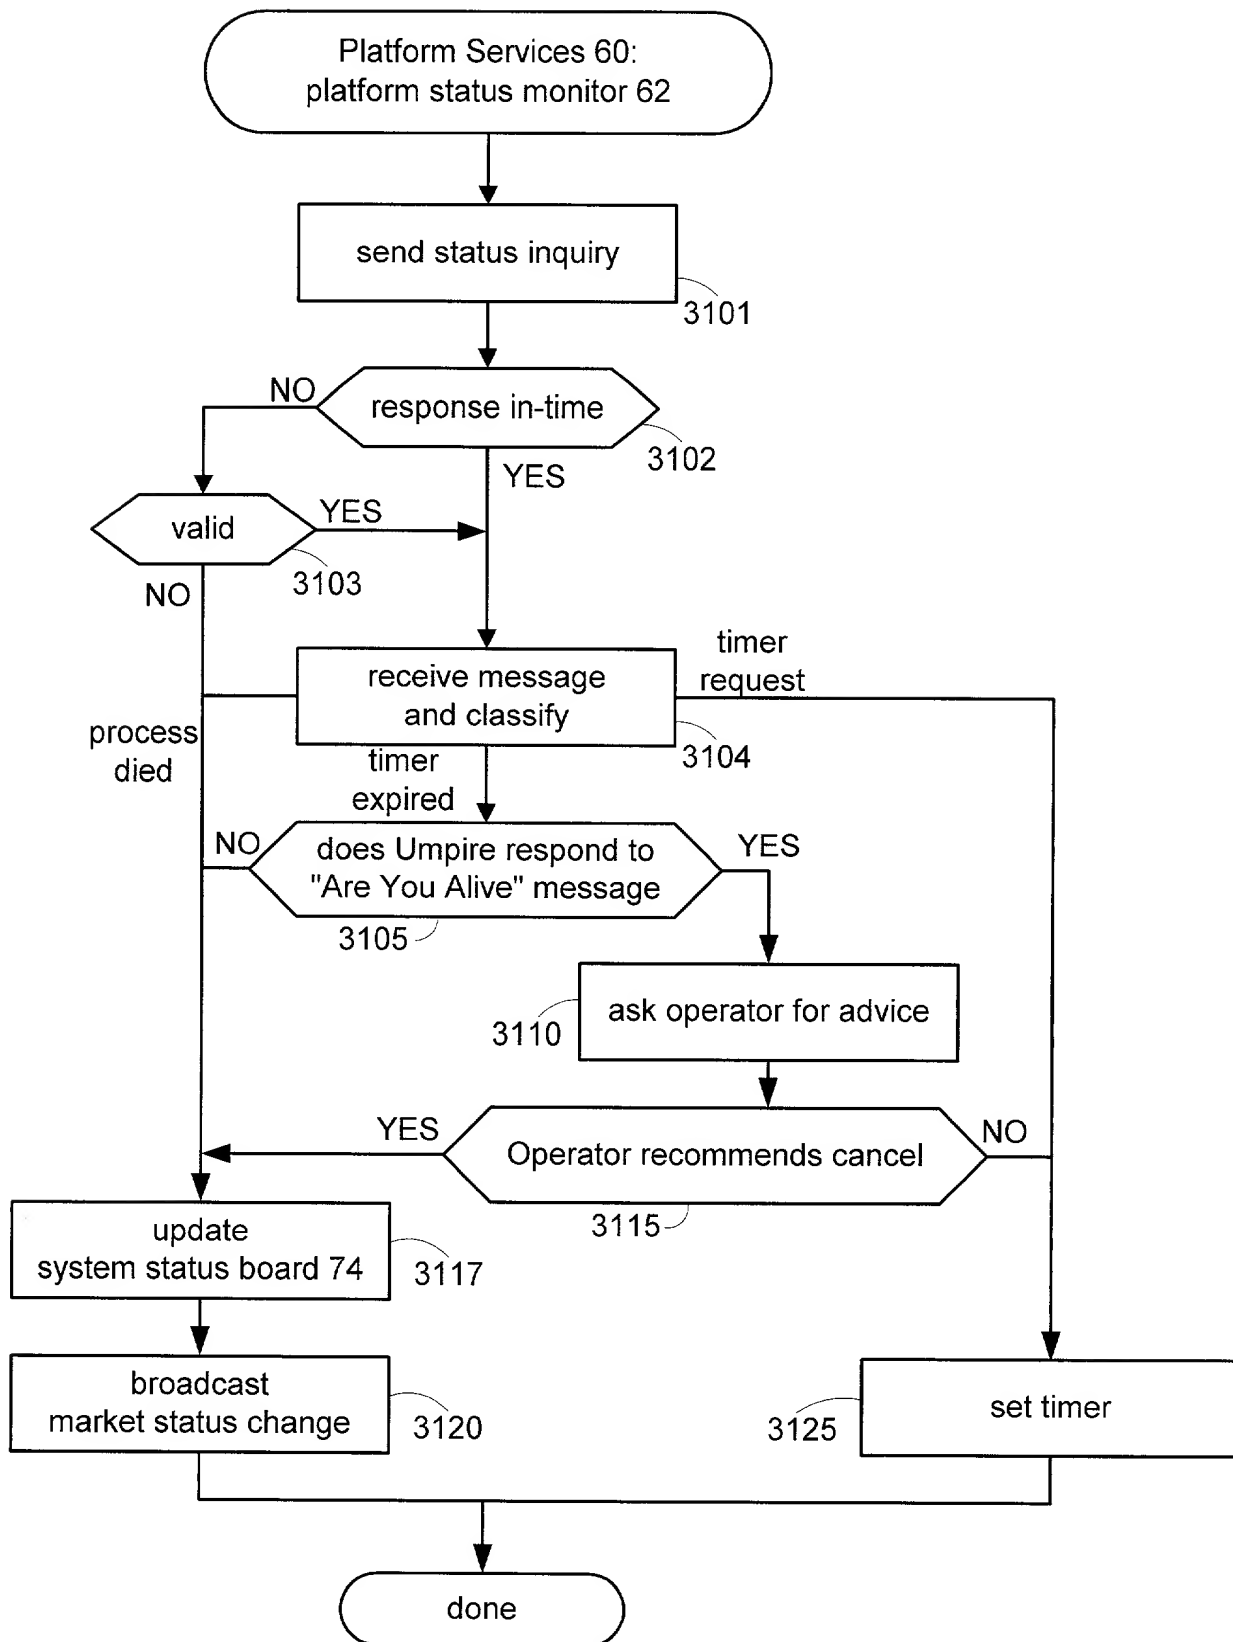 Platform Services 60:
platform status monitor 62
send status inquiry
3101
NO
response in-time
3102
YES
valid
YES
3103
NO
timer
request
receive message
and classify
3104
process
died
timer
expired
NO
does Umpire respond to
"Are You Alive" message
YES
3105
ask operator for advice
3110
YES
Operator recommends cancel
NO
3115
update
system status board 74
3117
broadcast
market status change
3120
set timer
3125
done